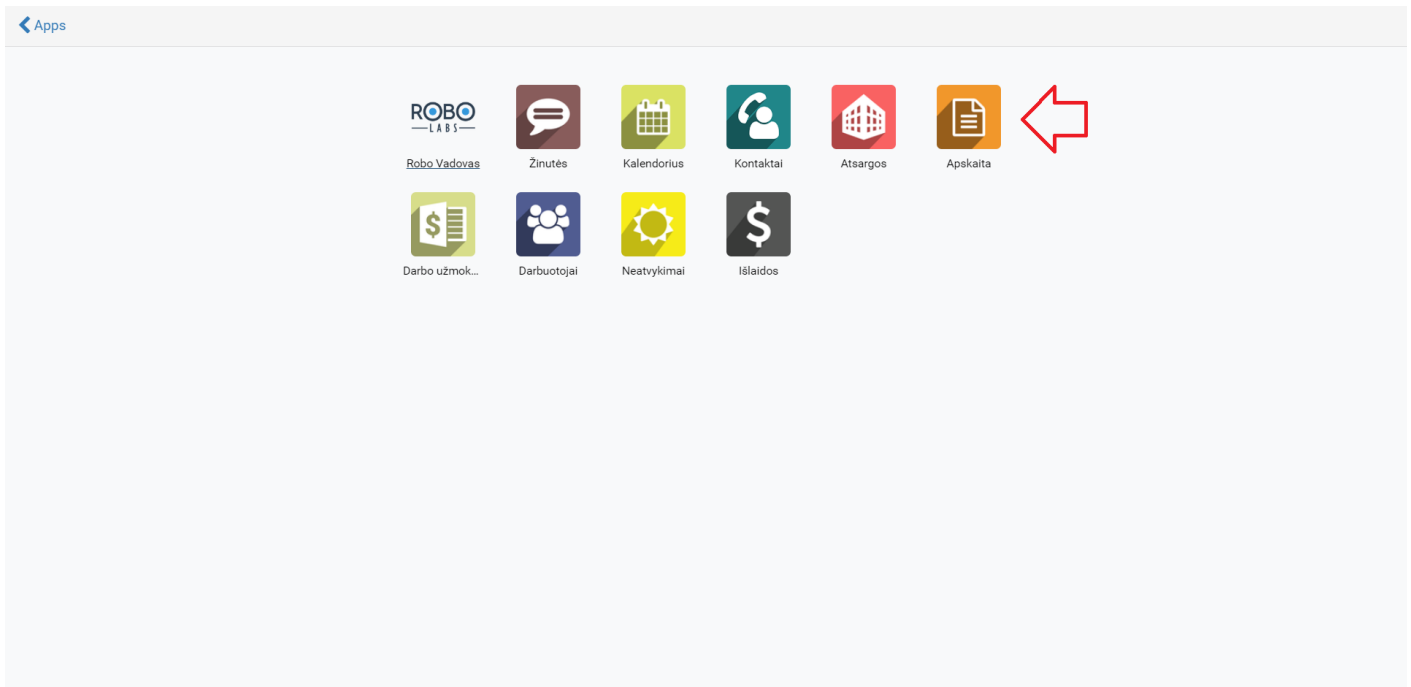 Apps
ROBO
LABS
Robo Vadovas
Žinutės
Kalendorius
Kontaktai
Atsargos
Apskaita
Darbo užmok...
Darbuotojai
Neatvykimai
Išlaidos